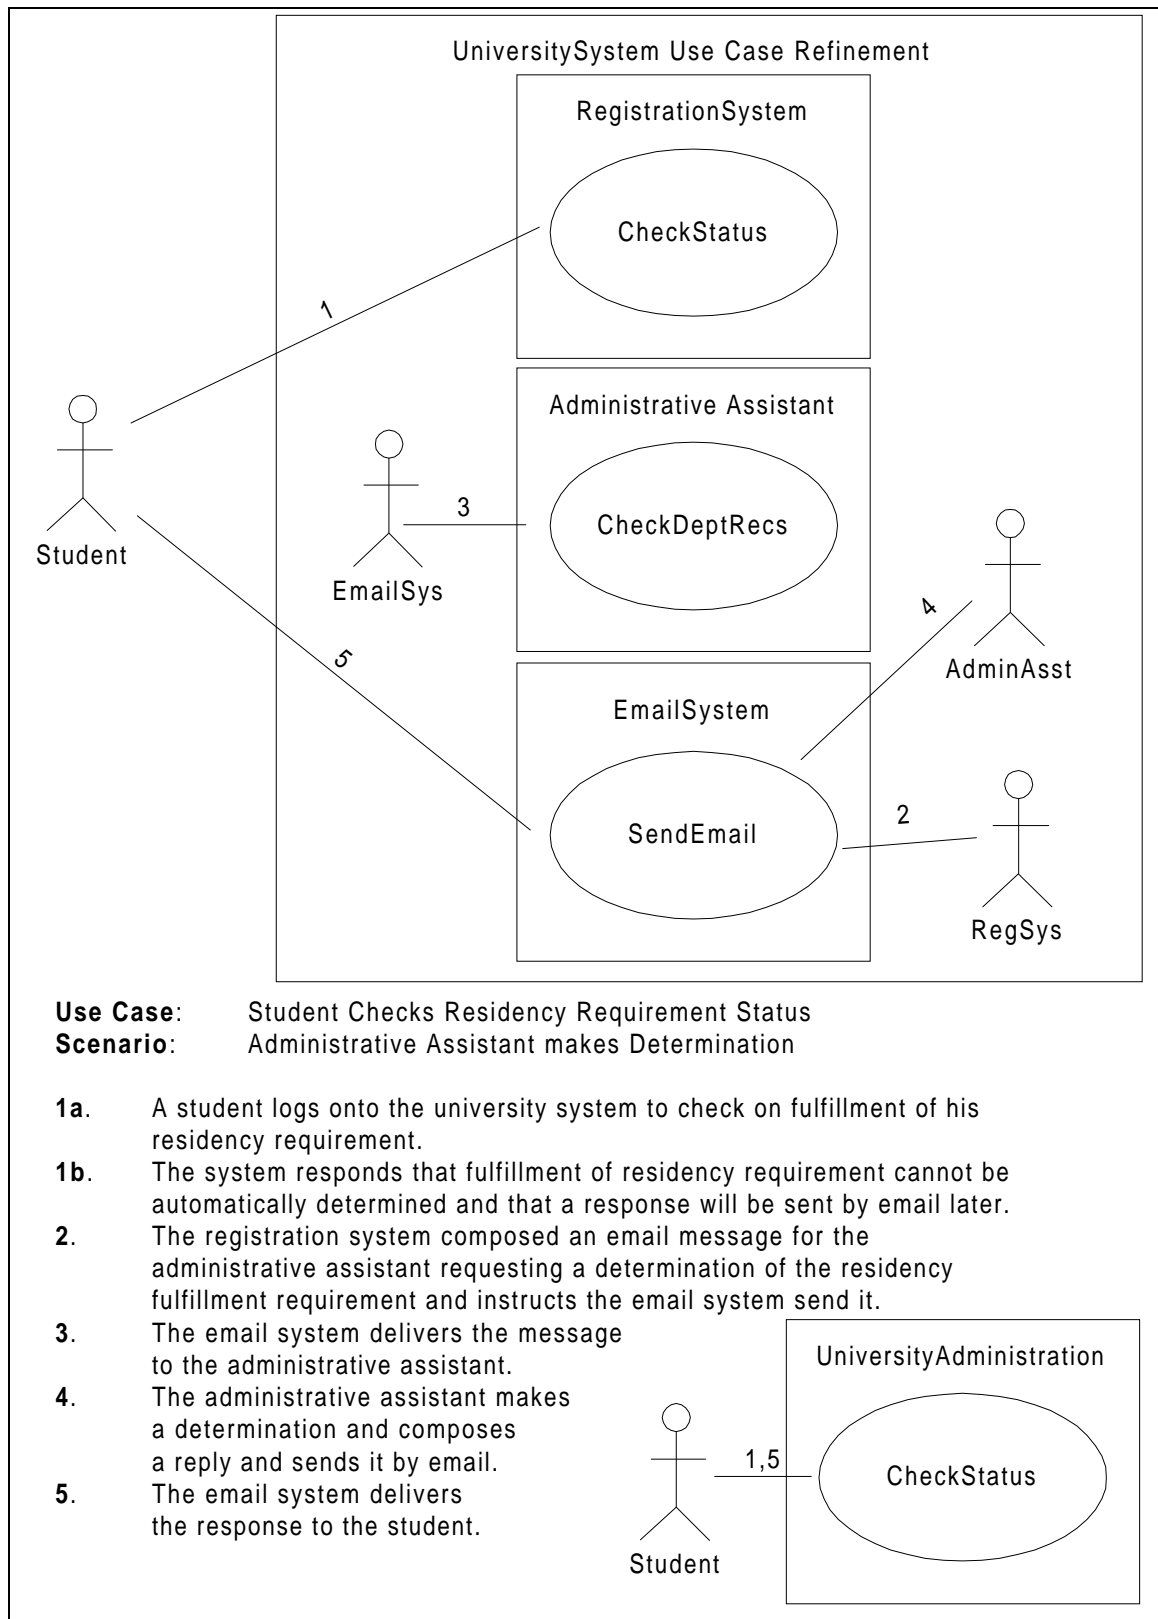 UniversitySystem Use Case Refinement
RegistrationSystem
CheckStatus
1
Administrative Assistant
CheckDeptRecs
3
Student
EmailSys
4
AdminAsst
5
EmailSystem
SendEmail
2
RegSys
Use Case: Student Checks Residency Requirement Status
Scenario: Administrative Assistant makes Determination
1a. A student logs onto the university system to check on fulfillment of his
residency requirement.
1b. The system responds that fulfillment of residency requirement cannot be
automatically determined and that a response will be sent by email later.
2. The registration system composed an email message for the
administrative assistant requesting a determination of the residency
fulfillment requirement and instructs the email system send it.
3. The email system delivers the message
to the administrative assistant.
4. The administrative assistant makes
a determination and composes
a reply and sends it by email.
5. The email system delivers
the response to the student.
UniversityAdministration
1,5
CheckStatus
Student